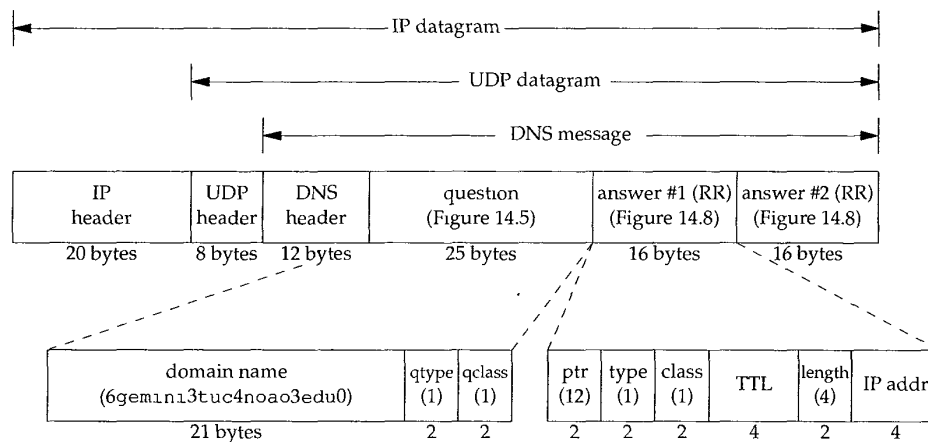 IP datagram
UDP datagram
DNS message
IP header
UDP header
DNS header
question (Figure 14.5)
answer #1 (RR) (Figure 14.8)
answer #2 (RR) (Figure 14.8)
20 bytes
8 bytes
12 bytes
25 bytes
16 bytes
16 bytes
domain name (6gemini3tuc4noao3edu0)
qtype (1)
qclass (1)
ptr (12)
type (1)
class (1)
TTL
length (4)
IP addr
21 bytes
2
2
2
2
2
4
2
4